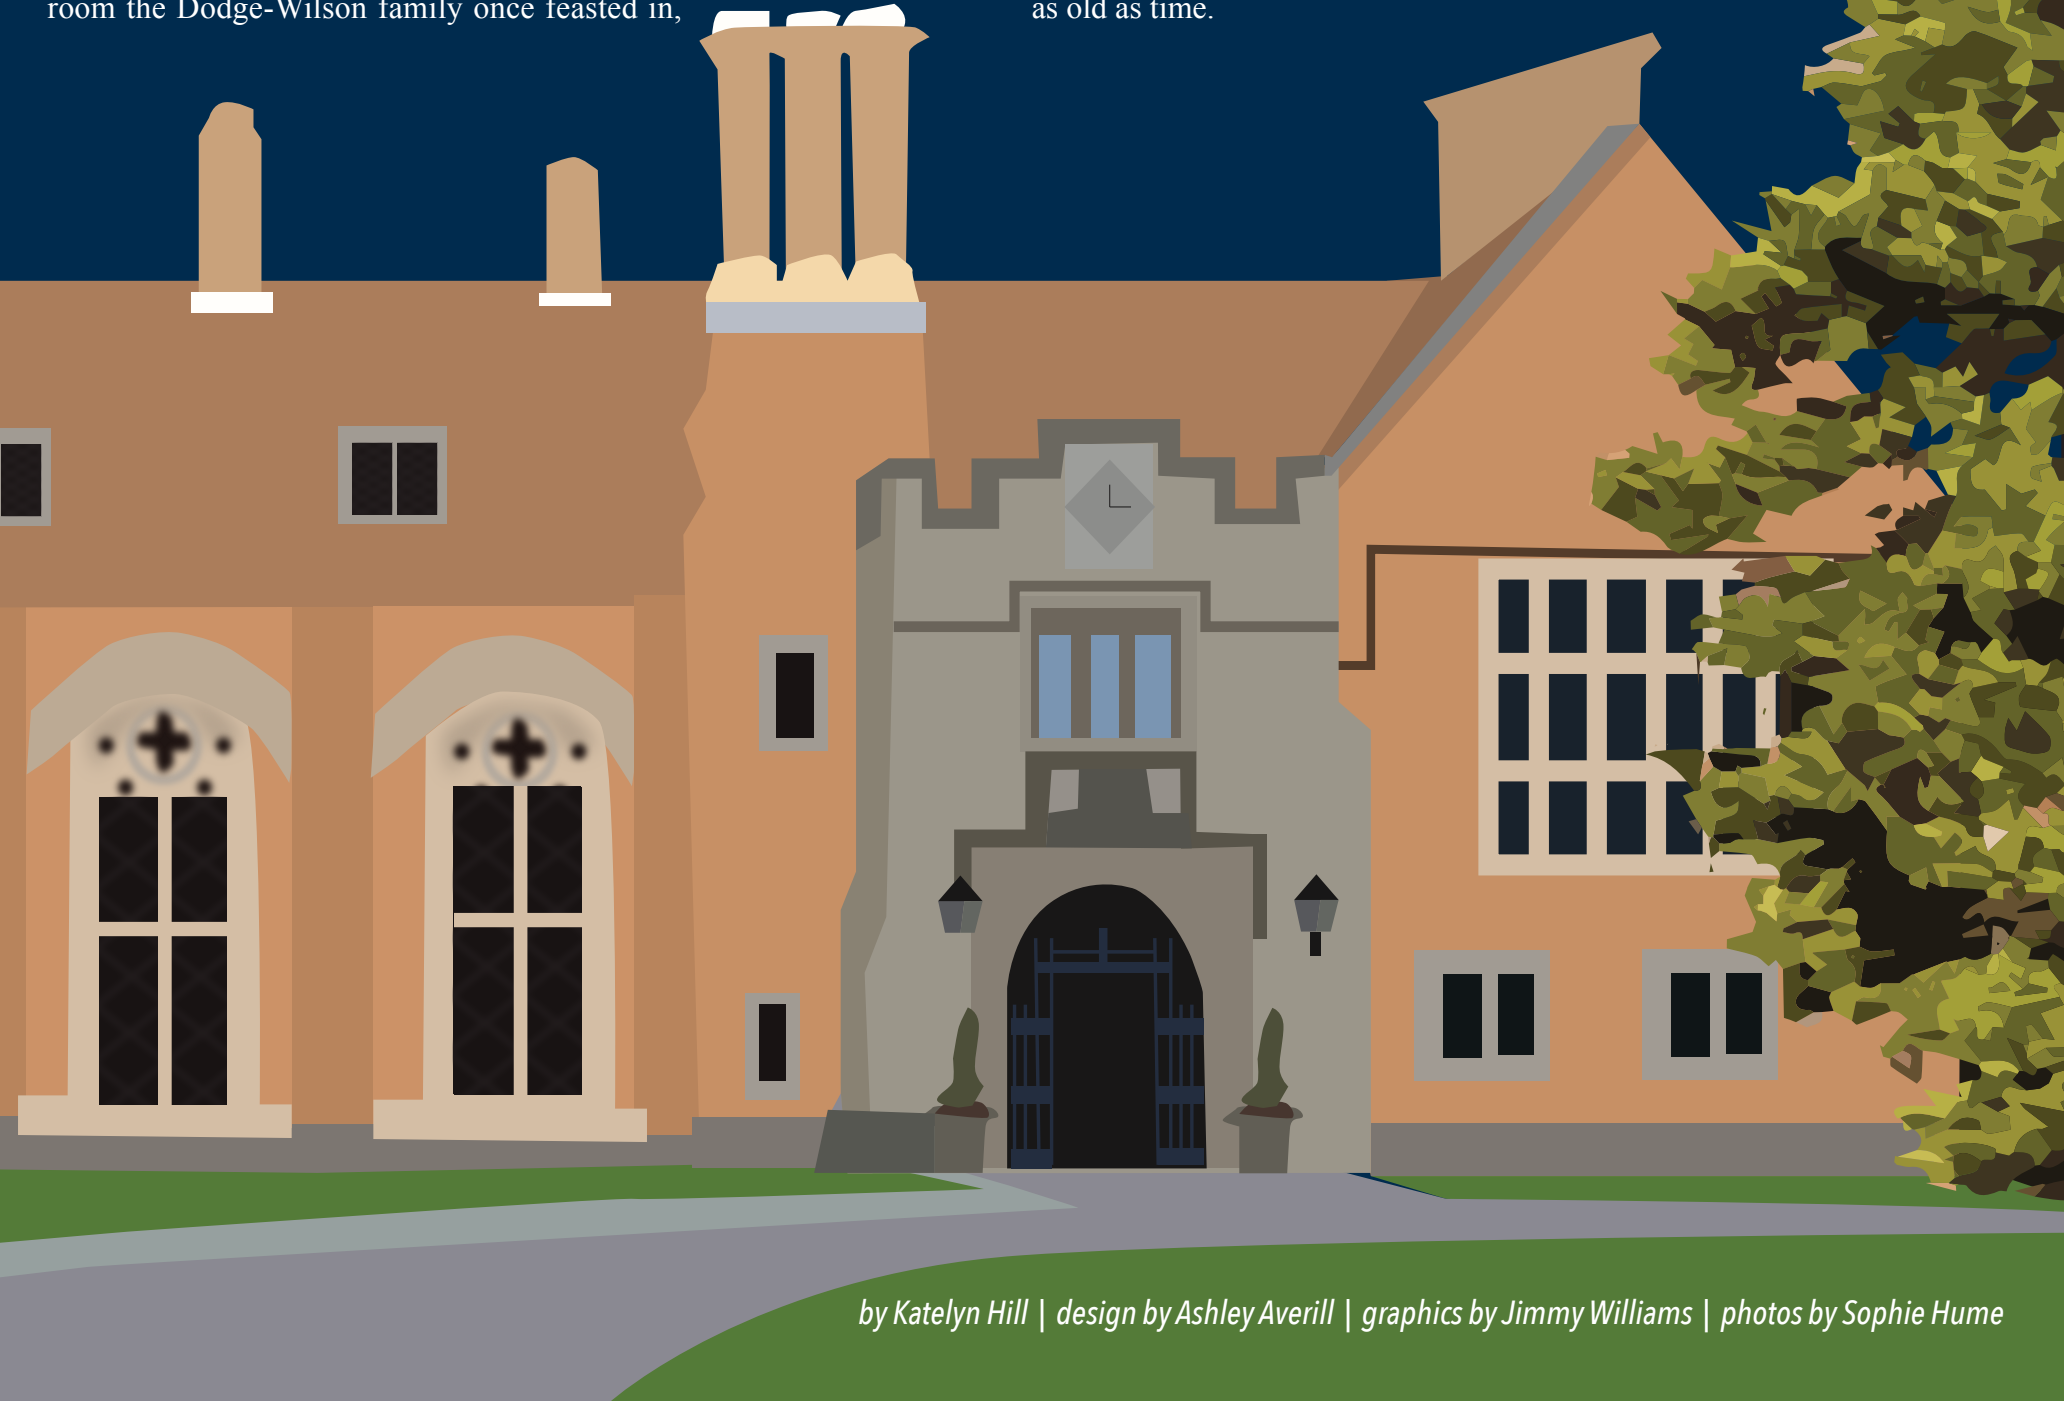 room the Dodge-Wilson family once feasted in,
as old as time.
by Katelyn Hill | design by Ashley Averill | graphics by Jimmy Williams | photos by Sophie Hume